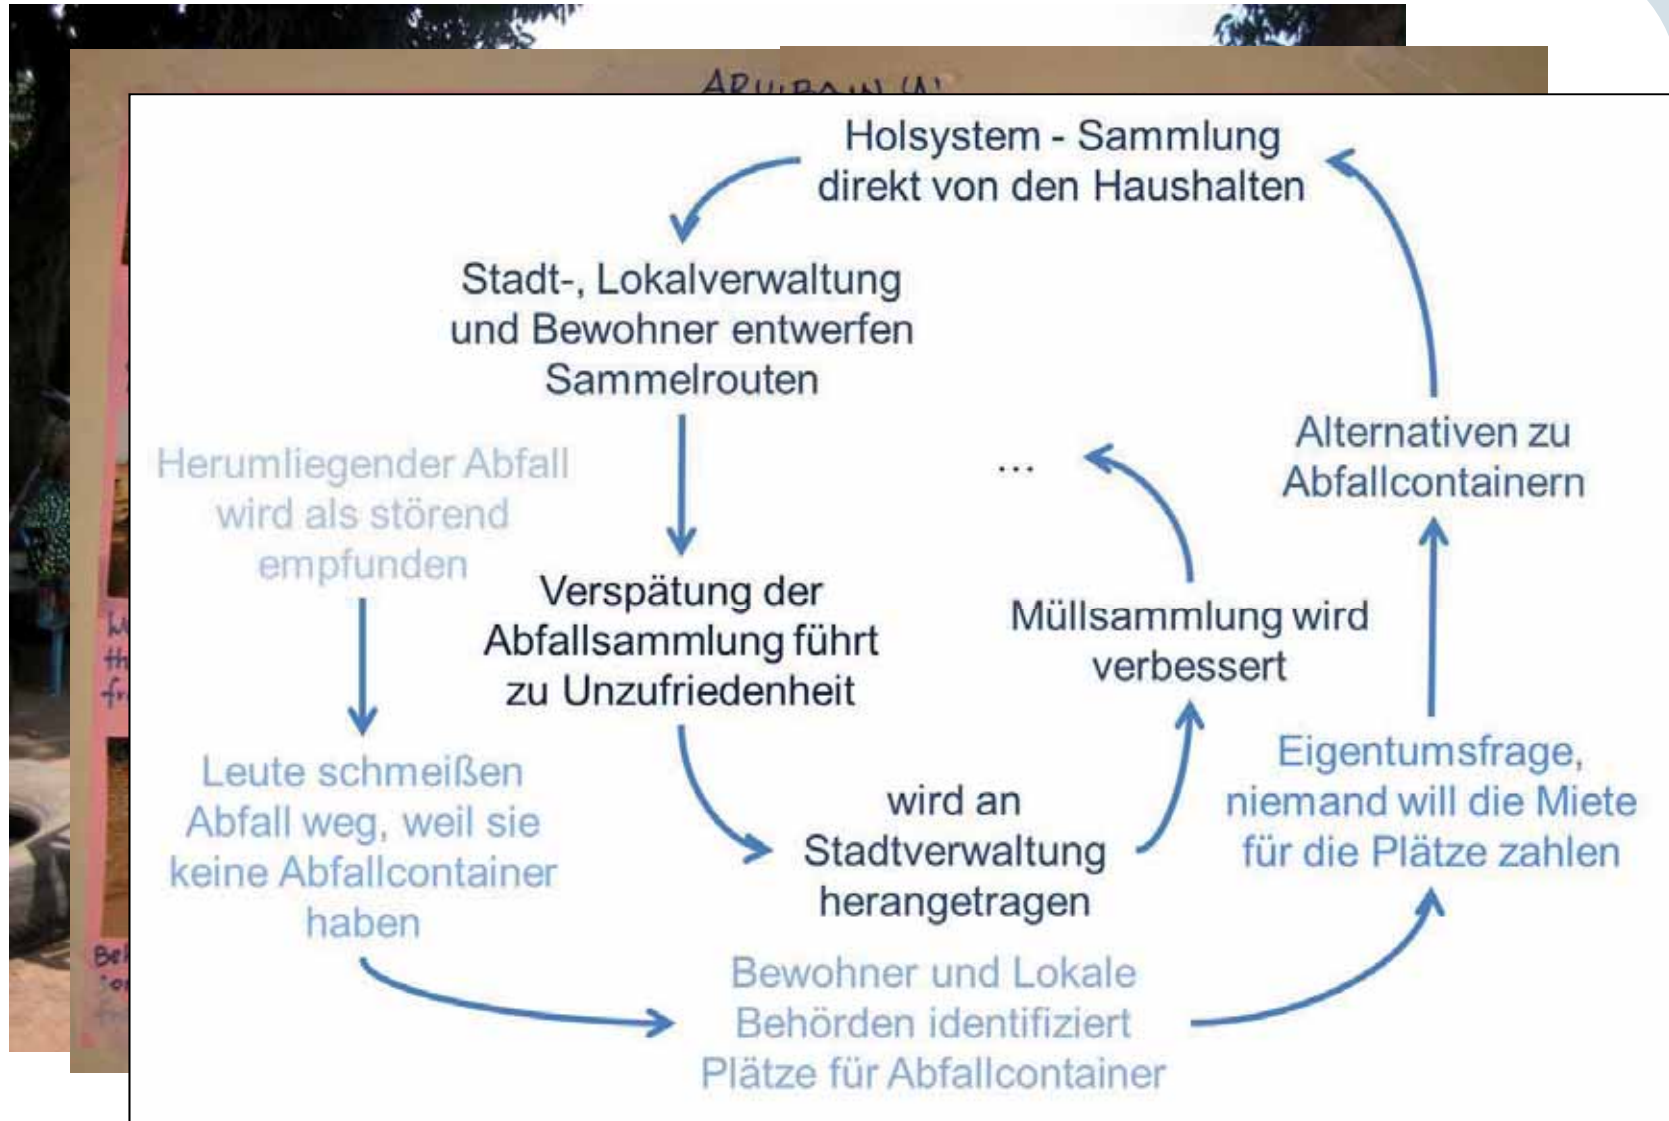 Holsystem - Sammlung
direkt von den Haushalten
Stadt-, Lokalverwaltung
und Bewohner entwerfen
Sammelrouten
Herumliegender Abfall
wird als störend
empfunden
...
Alternativen zu
Abfallcontainern
Verspätung der
Abfallsammlung führt
zu Unzufriedenheit
Müllsammlung wird
verbessert
Leute schmeißen
Abfall weg, weil sie
keine Abfallcontainer
haben
wird an
Stadtverwaltung
herangetragen
Eigentumsfrage,
niemand will die Miete
für die Plätze zahlen
Bewohner und Lokale
Behörden identifiziert
Plätze für Abfallcontainer